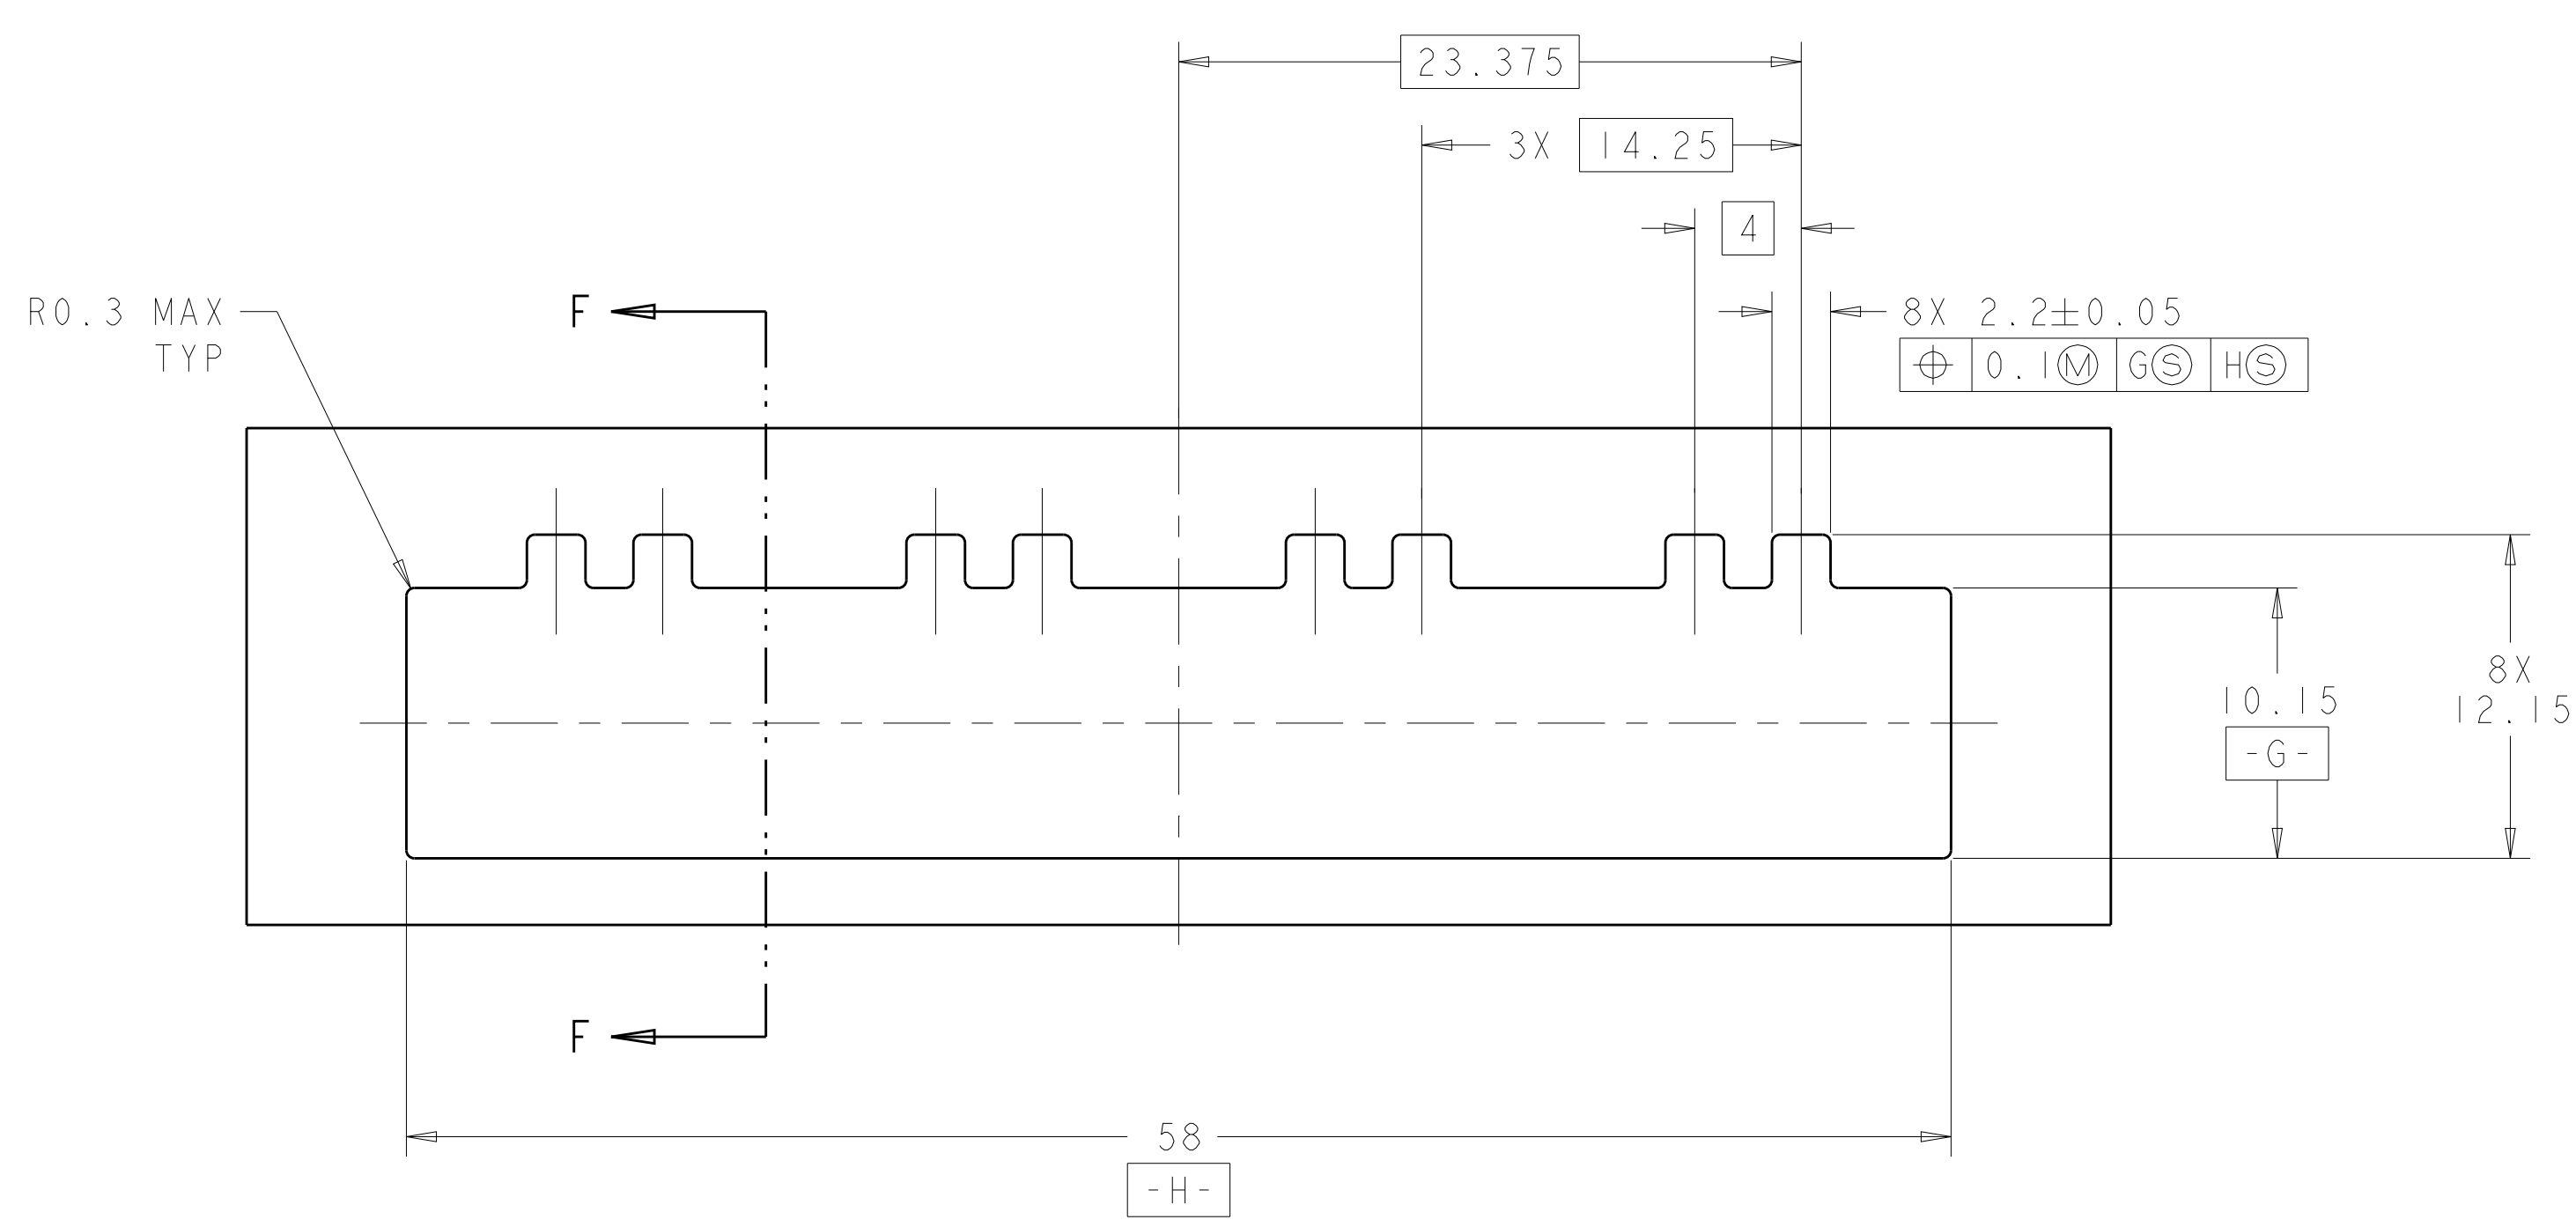 23.375
3X 14.25
4
R0.3 MAX
TYP
F
8X 2.2±0.05
⌖ 0.1Ⓜ GⓈ HⓈ
8X
12.15
10.15
-G-
F
58
-H-